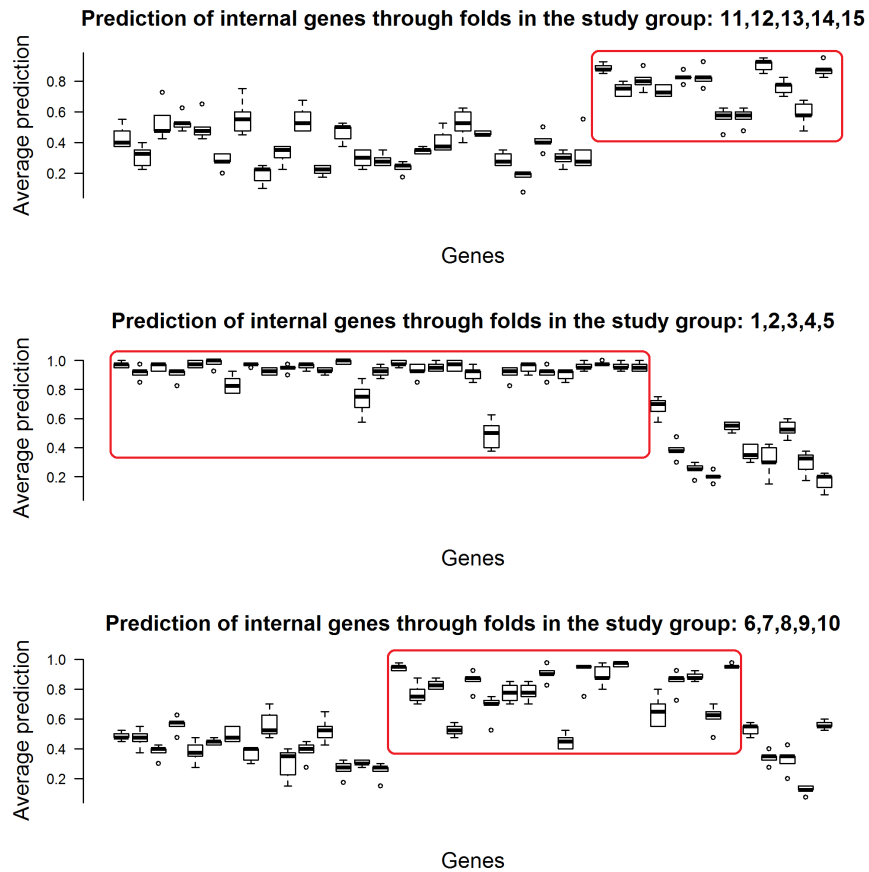 Prediction of internal genes through folds in the study group: 11,12,13,14,15
Average prediction
0.8
0.6
0.4
0.2
Genes
Prediction of internal genes through folds in the study group: 1,2,3,4,5
Average prediction
1.0
0.8
0.6
0.4
0.2
Genes
Prediction of internal genes through folds in the study group: 6,7,8,9,10
Average prediction
1.0
0.8
0.6
0.4
0.2
Genes